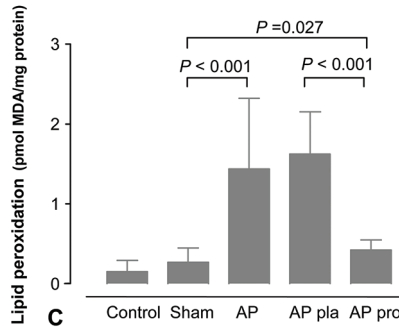 P =0.027
P < 0.001 P < 0.001
Lipid peroxidation
(pmol MDA/mg protein)
3
2
1
0
C
Control Sham AP AP pla AP pro